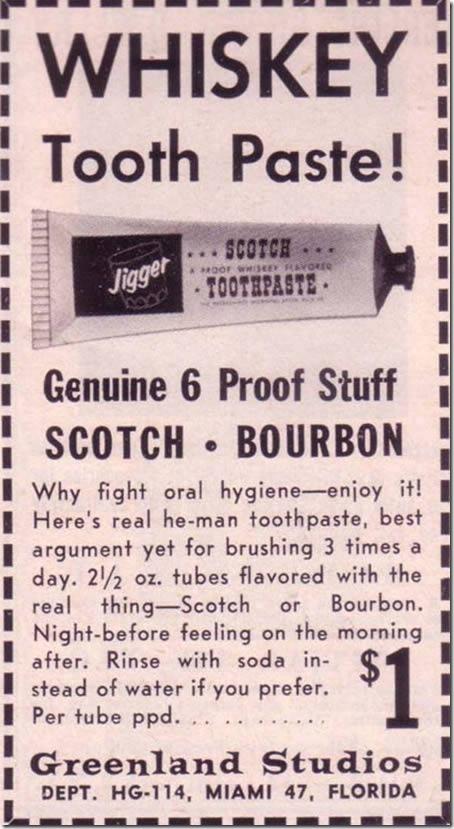 WHISKEY
Tooth Paste!
SCOTCH
Jigger
PROOF WHISKEY FLAVORED
TOOTHPASTE
Genuine 6 Proof Stuff
SCOTCH • BOURBON
Why fight oral hygiene—enjoy it!
Here's real he-man toothpaste, best
argument yet for brushing 3 times a
day. 2½ oz. tubes flavored with the
real thing—Scotch or Bourbon.
Night-before feeling on the morning
after. Rinse with soda in-
stead of water if you prefer.
Per tube ppd. . . . . . . . . . . .
$1
Greenland Studios
DEPT. HG-114, MIAMI 47, FLORIDA